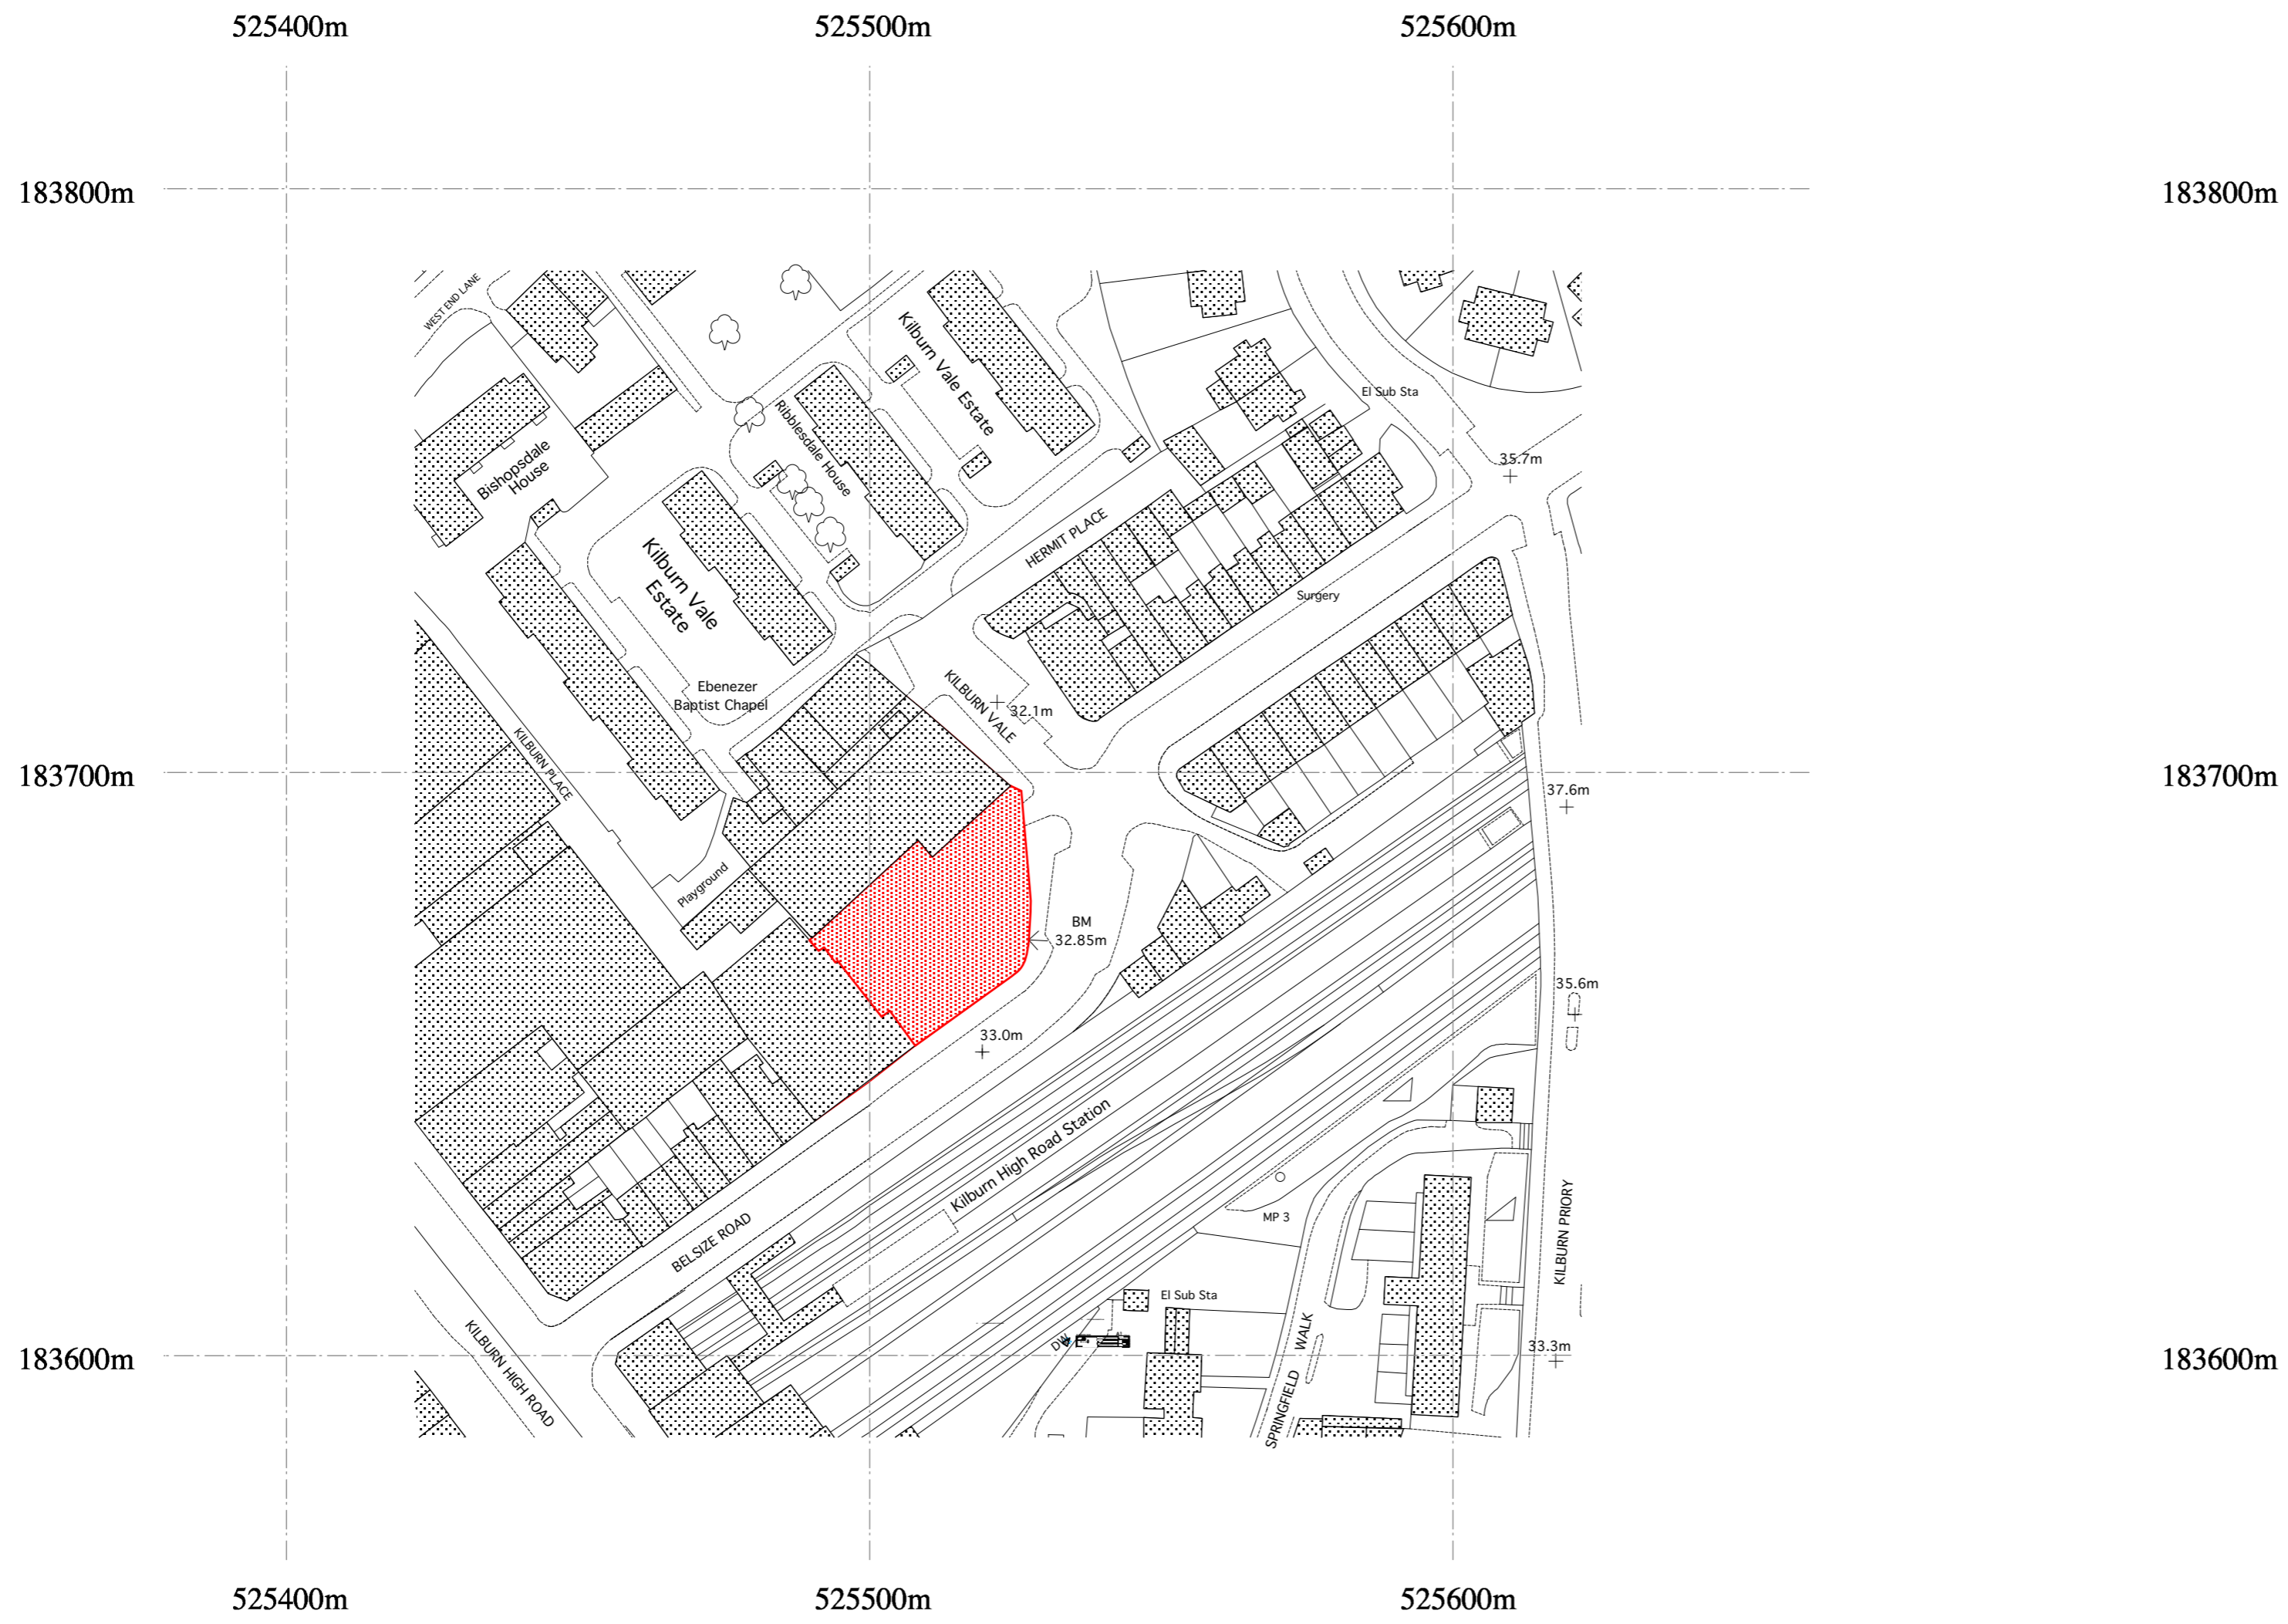 525400m 525500m 525600m
183800m 183800m
WEST END LANE
Kilburn Vale Estate
El Sub Sta
Ribblesdale House
Bishopsdale
House
35.7m
HERMIT PLACE
Kilburn Vale
Estate
Surgery
Ebenezer
Baptist Chapel
KILBURN VALE
32.1m
KILBURN PLACE
183700m 183700m
37.6m
Playground
BM
32.85m
35.6m
33.0m
Kilburn High Road Station
MP 3
KILBURN PRIORY
BELSIZE ROAD
El Sub Sta
DW
SPRINGFIELD WALK
33.3m
KILBURN HIGH ROAD
183600m 183600m
525400m 525500m 525600m